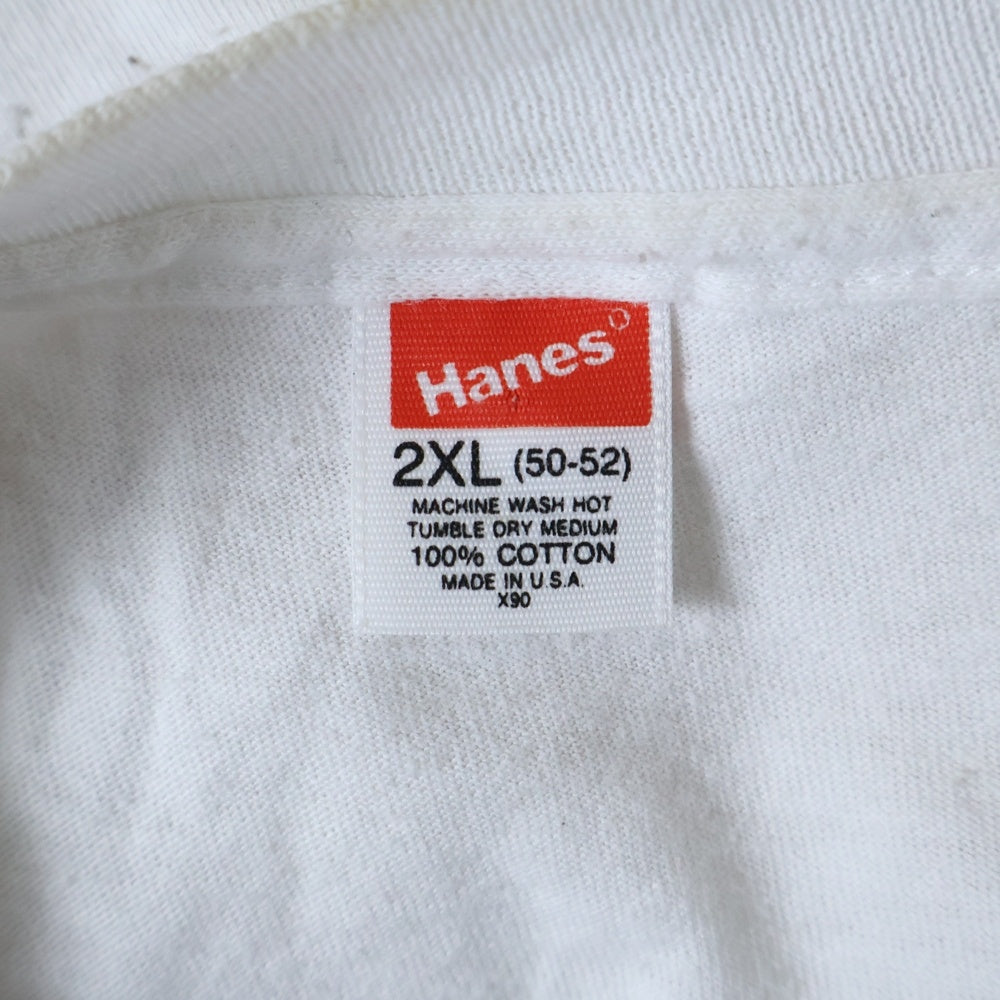 Hanes
2XL (50-52)
MACHINE WASH HOT
TUMBLE DRY MEDIUM
100% COTTON
MADE IN U.S.A.
X90